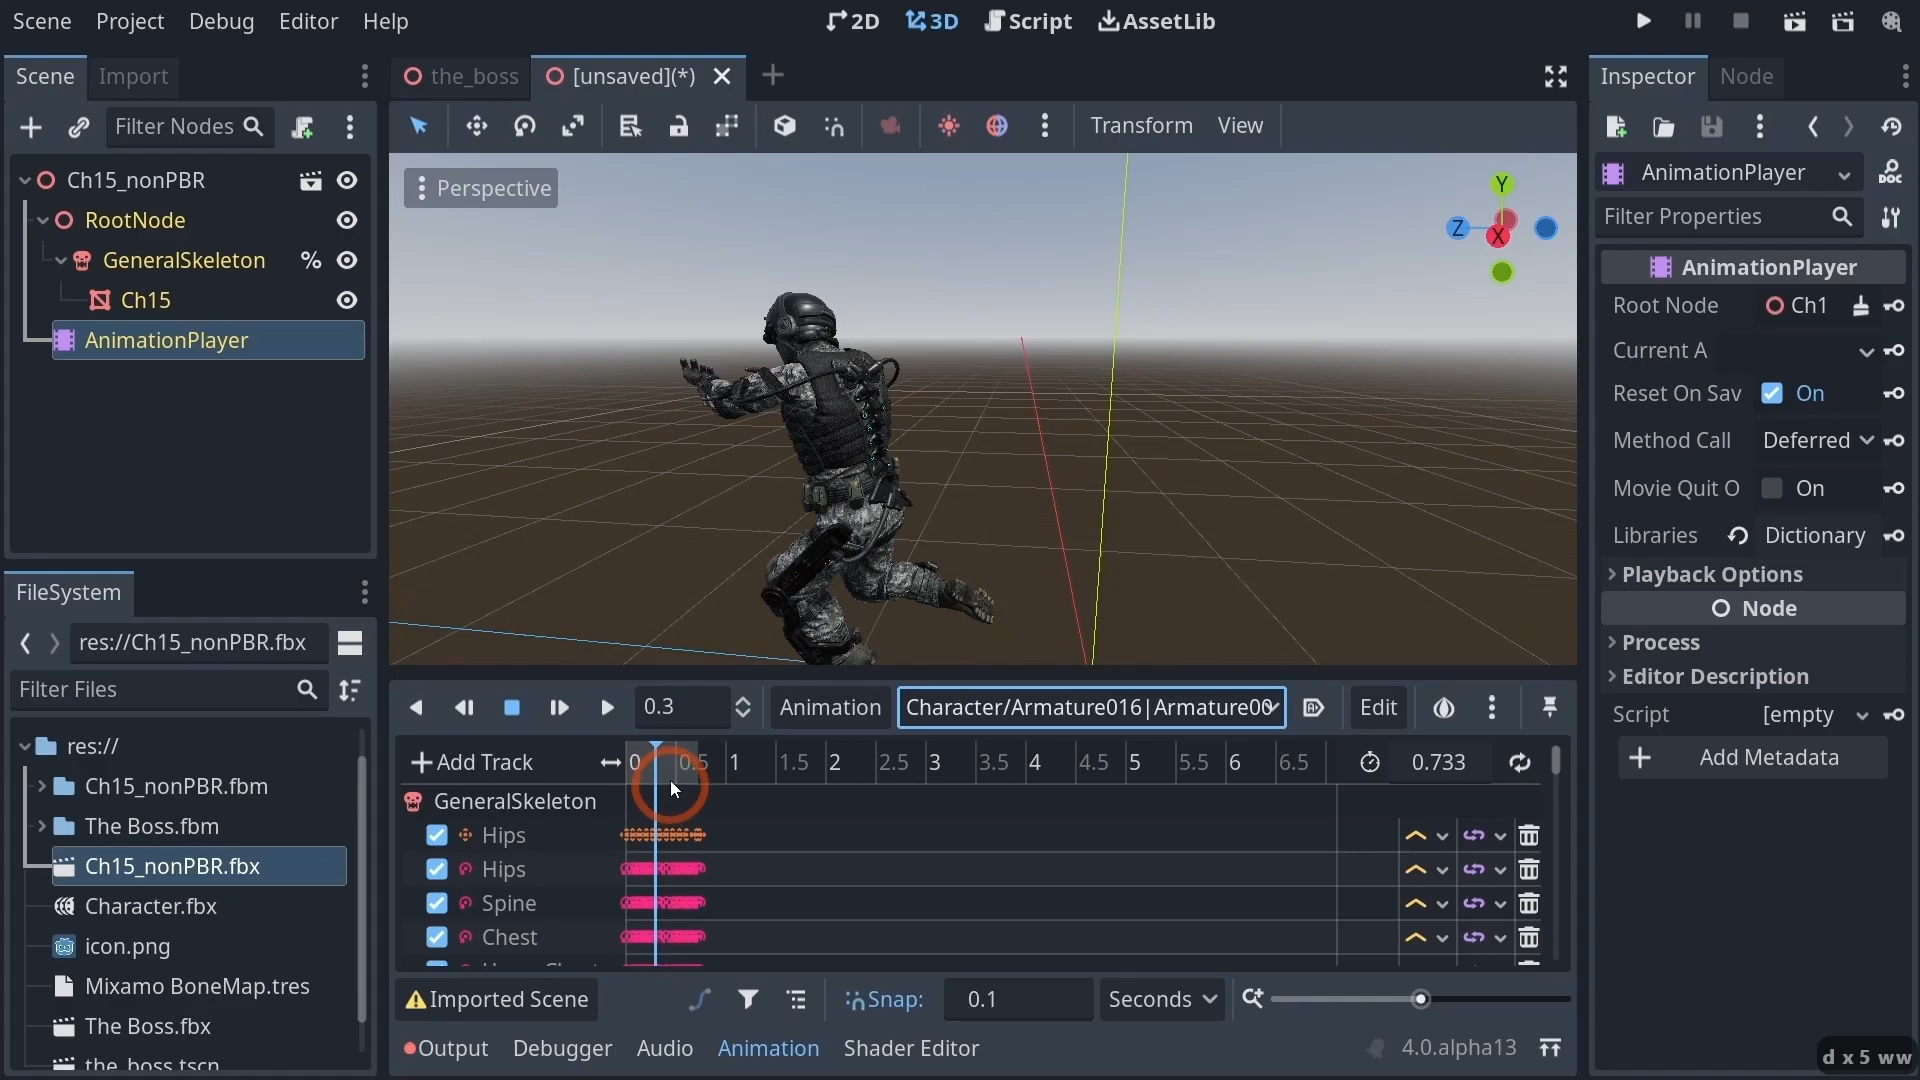 Scene Project Debug Editor Help
2D 3D Script AssetLib
Scene Import
the_boss [unsaved](*)
Inspector Node
Filter Nodes
Transform View
Ch15_nonPBR
RootNode
GeneralSkeleton %
Ch15
AnimationPlayer
Perspective
Y
Z X
AnimationPlayer
DOC
Filter Properties
AnimationPlayer
Root Node Ch1
Current A
Reset On Sav On
Method Call Deferred
Movie Quit O On
Libraries Dictionary
Playback Options
Node
Process
Editor Description
Script [empty
Add Metadata
FileSystem
res://Ch15_nonPBR.fbx
Filter Files
res://
Ch15_nonPBR.fbm
The Boss.fbm
Ch15_nonPBR.fbx
Character.fbx
icon.png
Mixamo BoneMap.tres
The Boss.fbx
the_boss.tscn
0.3 Animation Character/Armature016|Armature00 Edit
Add Track 0 0.5 1 1.5 2 2.5 3 3.5 4 4.5 5 5.5 6 6.5 0.733
GeneralSkeleton
Hips
Hips
Spine
Chest
Imported Scene Snap: 0.1 Seconds
Output Debugger Audio Animation Shader Editor 4.0.alpha13
d x 5 ww